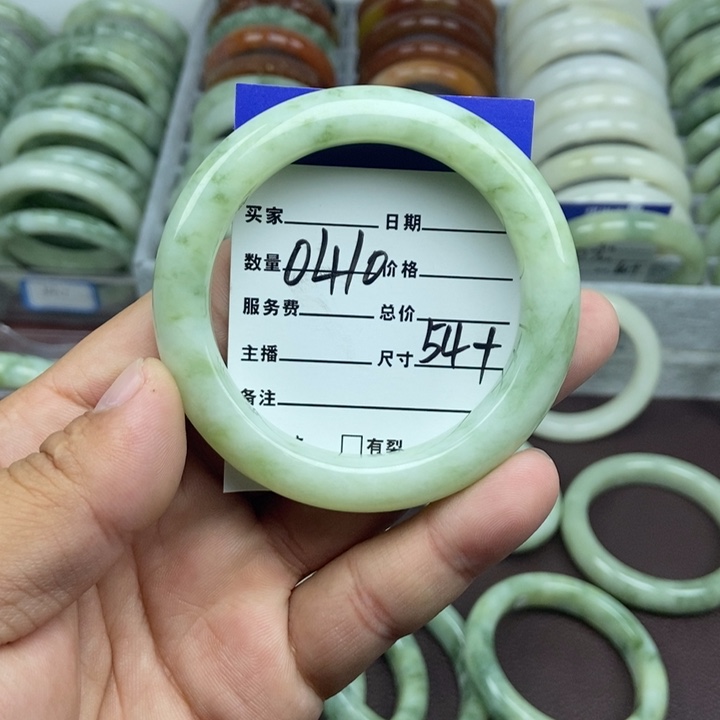 买家 日期
数量 0410 价格
服务费 总价
主播 尺寸 54+
备注
有裂